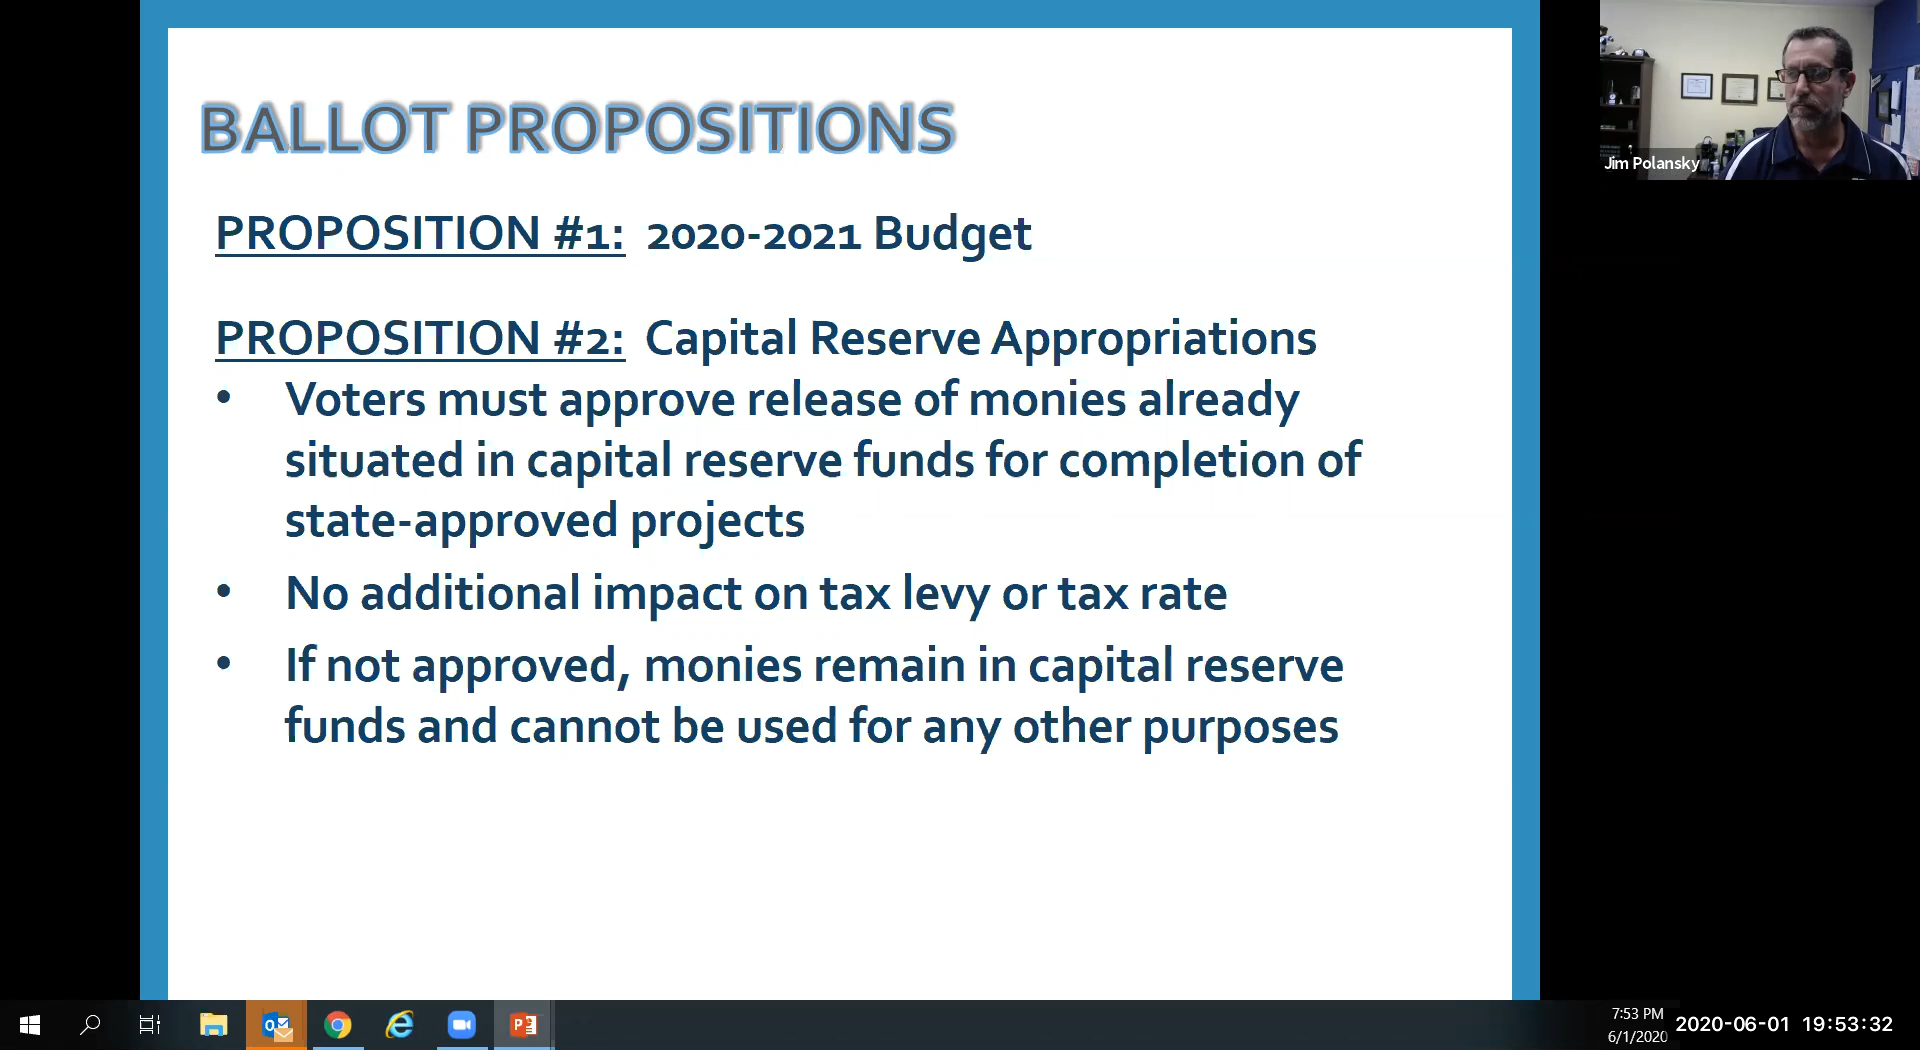 BALLOT PROPOSITIONS
PROPOSITION #1: 2020-2021 Budget
PROPOSITION #2: Capital Reserve Appropriations
• Voters must approve release of monies already
situated in capital reserve funds for completion of
state-approved projects
• No additional impact on tax levy or tax rate
• If not approved, monies remain in capital reserve
funds and cannot be used for any other purposes
Jim Polansky
7:53 PM
6/1/2020
2020-06-01 19:53:32